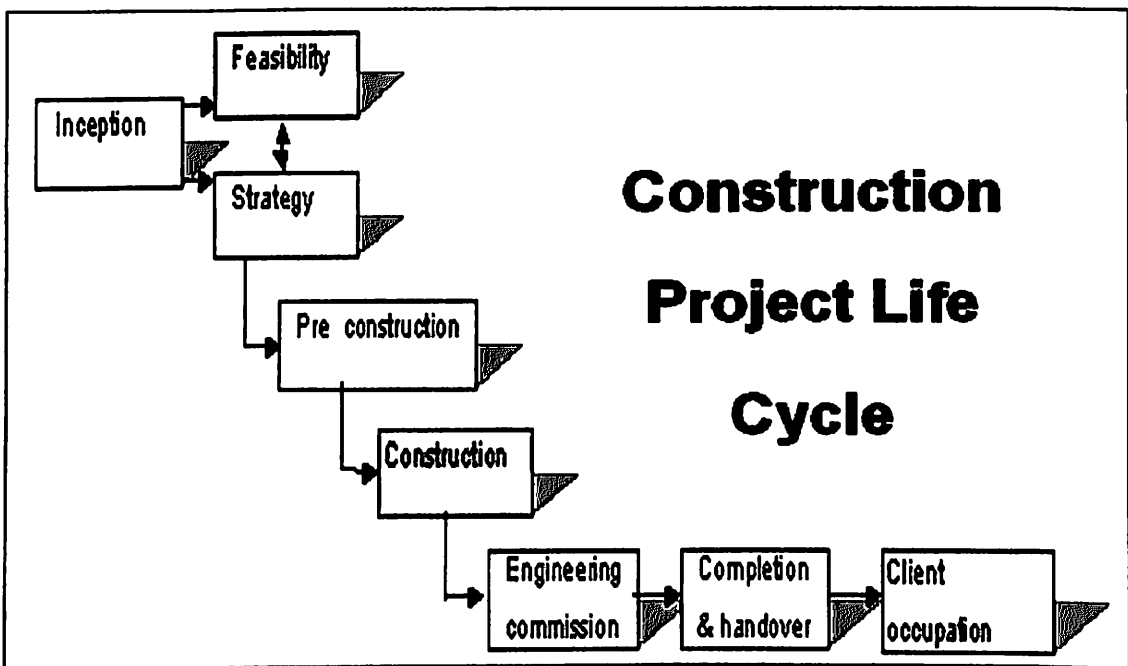 Feasibility
Inception
Strategy
Construction
Project Life
Cycle
Pre construction
Construction
Engineering
commission
Completion
& handover
Client
occupation